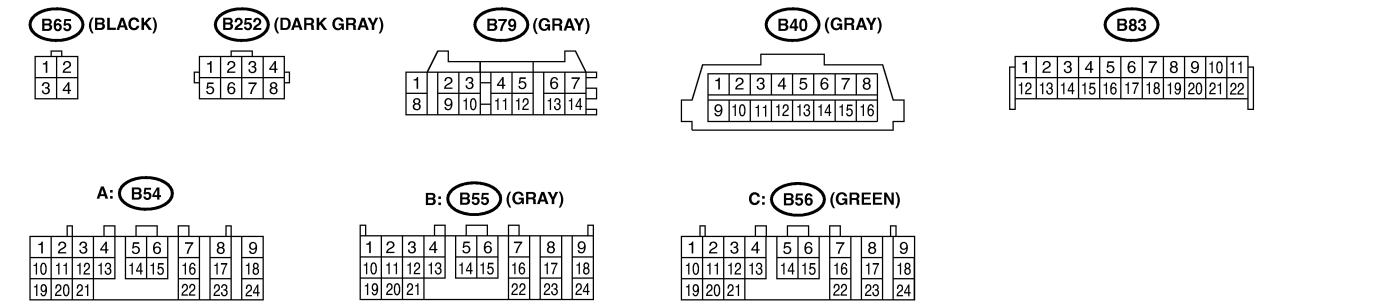 B65 (BLACK) B252 (DARK GRAY) B79 (GRAY) B40 (GRAY) B83
1 2 1 2 3 4 1 2 3 4 5 6 7 1 2 3 4 5 6 7 8 1 2 3 4 5 6 7 8 9 10 11
3 4 5 6 7 8 8 9 10 11 12 13 14 9 10 11 12 13 14 15 16 12 13 14 15 16 17 18 19 20 21 22
A: B54 B: B55 (GRAY) C: B56 (GREEN)
1 2 3 4 5 6 7 8 9 1 2 3 4 5 6 7 8 9 1 2 3 4 5 6 7 8 9
10 11 12 13 14 15 16 17 18 10 11 12 13 14 15 16 17 18 10 11 12 13 14 15 16 17 18
19 20 21 22 23 24 19 20 21 22 23 24 19 20 21 22 23 24